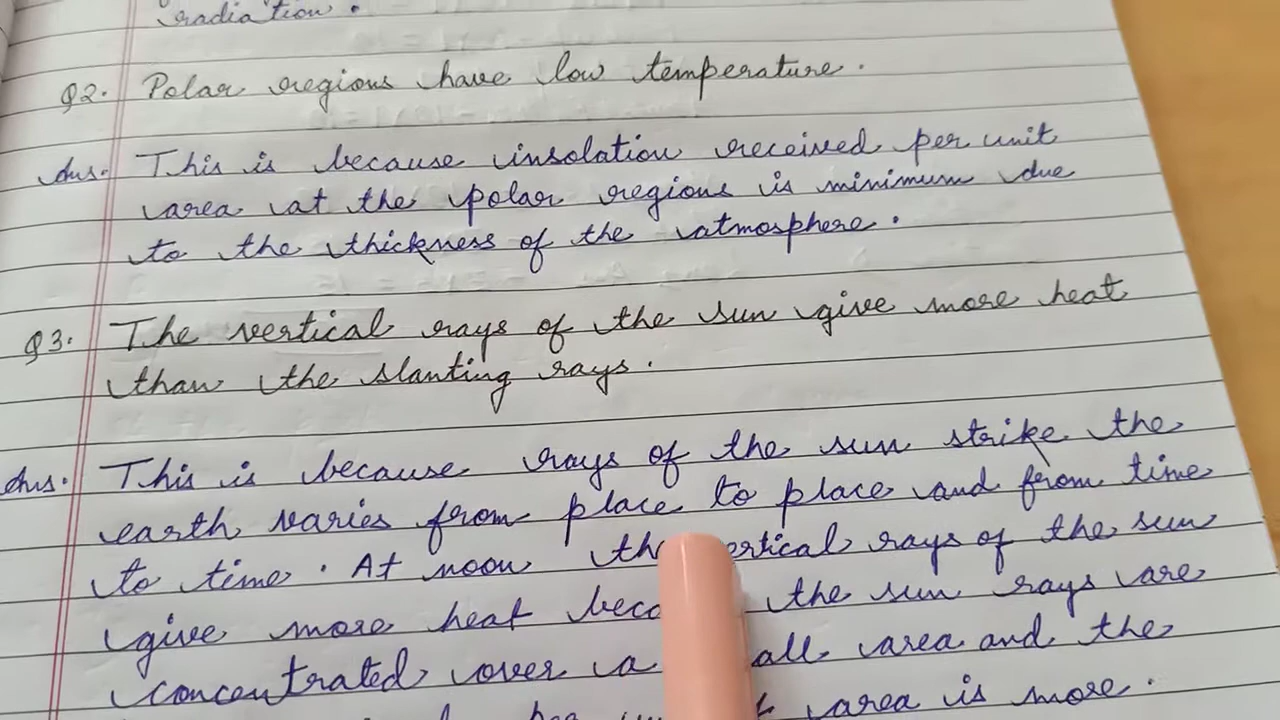 radiation.
Q2. Polar regions have low temperature.
Ans. This is because insolation received per unit
area at the polar regions is minimum due
to the thickness of the atmosphere.
Q3. The vertical rays of the sun give more heat
than the slanting rays.
Ans. This is because rays of the sun strike the
earth varies from place to place and from time
to time. At noon the vertical rays of the sun
give more heat the sun rays are
concentrated over a area and the
area is more.